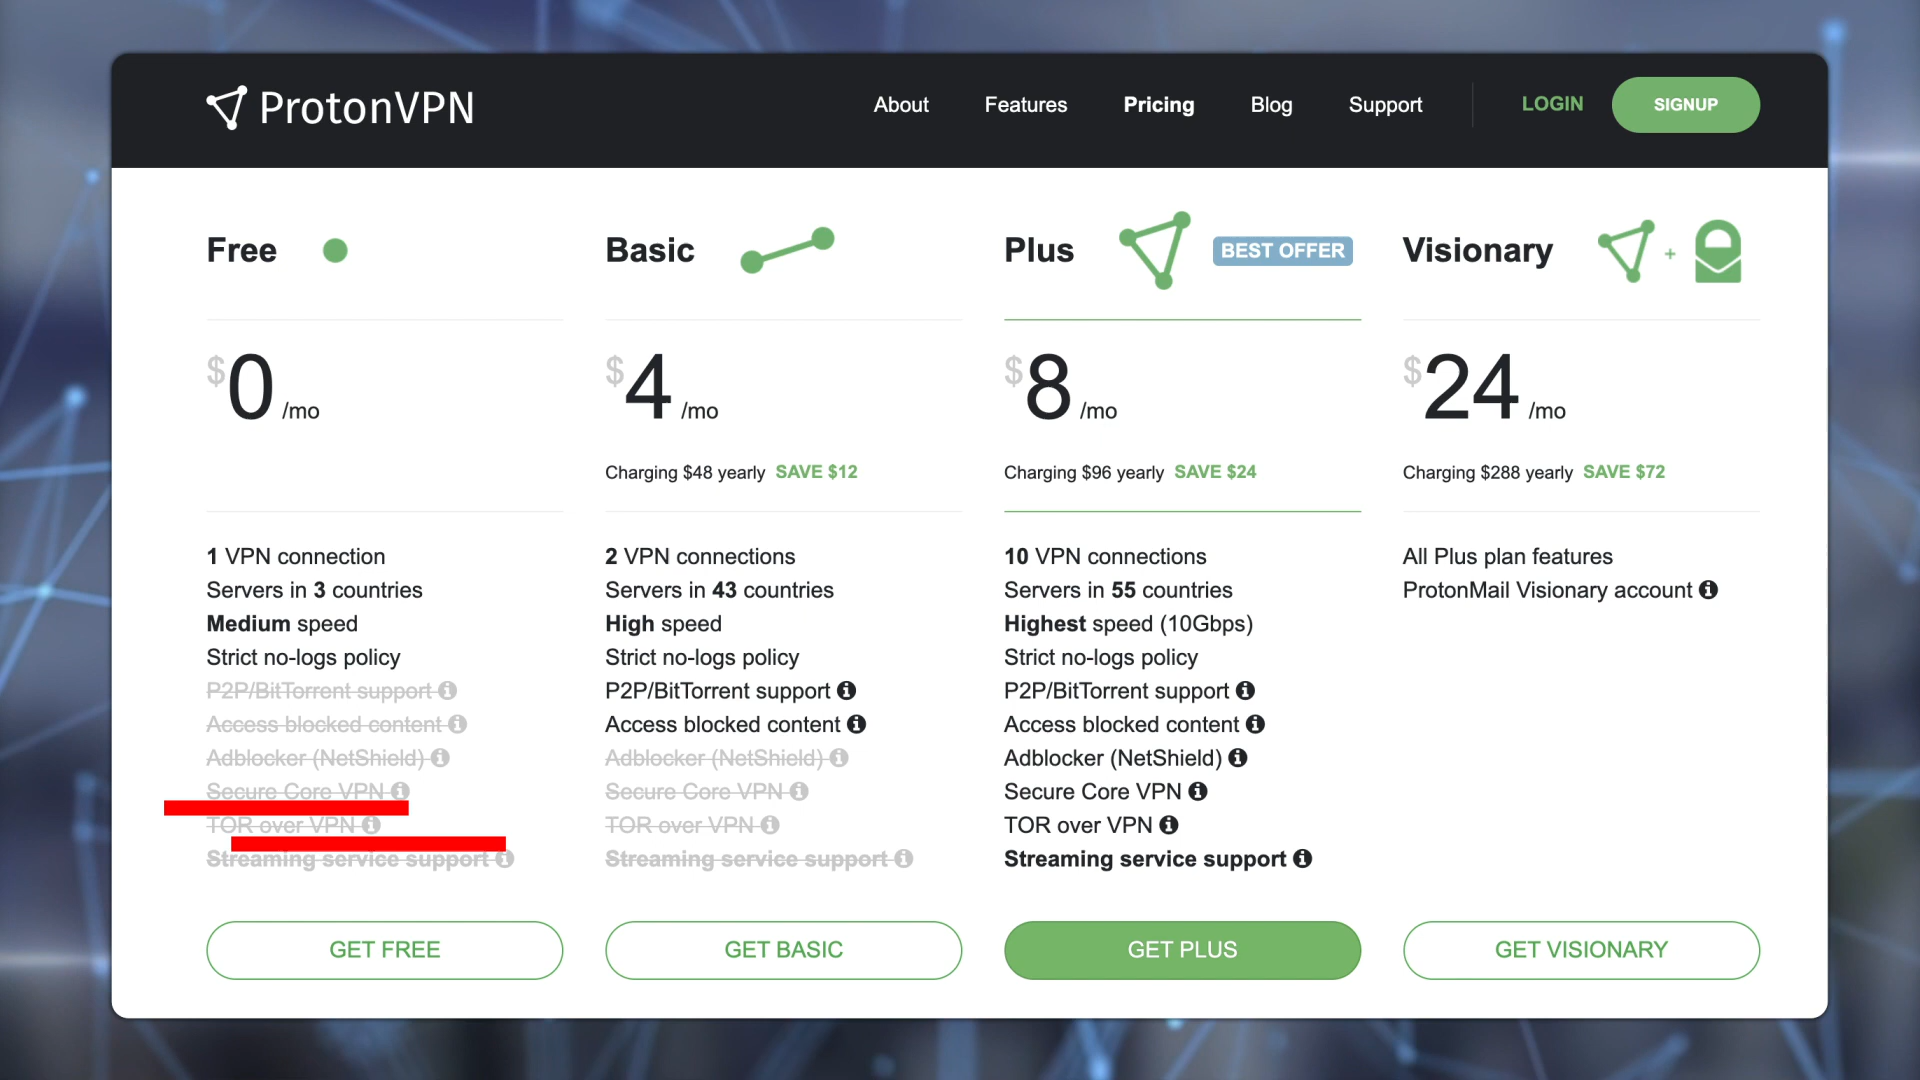 ProtonVPN
About Features Pricing Blog Support LOGIN SIGNUP
Free
$0 /mo
1 VPN connection
Servers in 3 countries
Medium speed
Strict no-logs policy
P2P/BitTorrent support
Access blocked content
Adblocker (NetShield)
Secure Core VPN
TOR over VPN
Streaming service support
GET FREE
Basic
$4 /mo
Charging $48 yearly SAVE $12
2 VPN connections
Servers in 43 countries
High speed
Strict no-logs policy
P2P/BitTorrent support
Access blocked content
Adblocker (NetShield)
Secure Core VPN
TOR over VPN
Streaming service support
GET BASIC
Plus BEST OFFER
$8 /mo
Charging $96 yearly SAVE $24
10 VPN connections
Servers in 55 countries
Highest speed (10Gbps)
Strict no-logs policy
P2P/BitTorrent support
Access blocked content
Adblocker (NetShield)
Secure Core VPN
TOR over VPN
Streaming service support
GET PLUS
Visionary
$24 /mo
Charging $288 yearly SAVE $72
All Plus plan features
ProtonMail Visionary account
GET VISIONARY